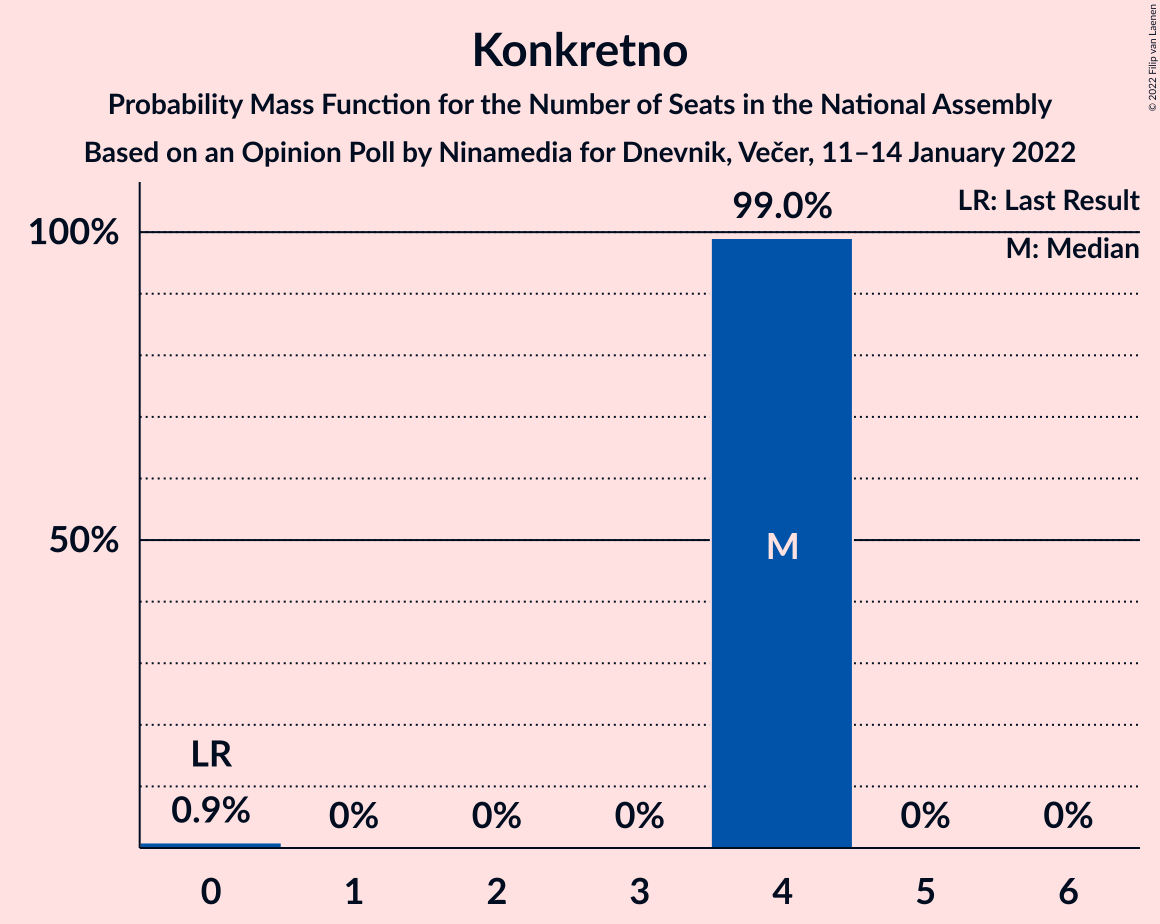 Konkretno
Probability Mass Function for the Number of Seats in the National Assembly
Based on an Opinion Poll by Ninamedia for Dnevnik, Večer, 11–14 January 2022
© 2022 Filip van Laenen
99.0%
LR: Last Result
100%
M: Median
50%
M
LR
0.9%
0%
0%
0%
0%
0%
0 1 2 3 4 5 6